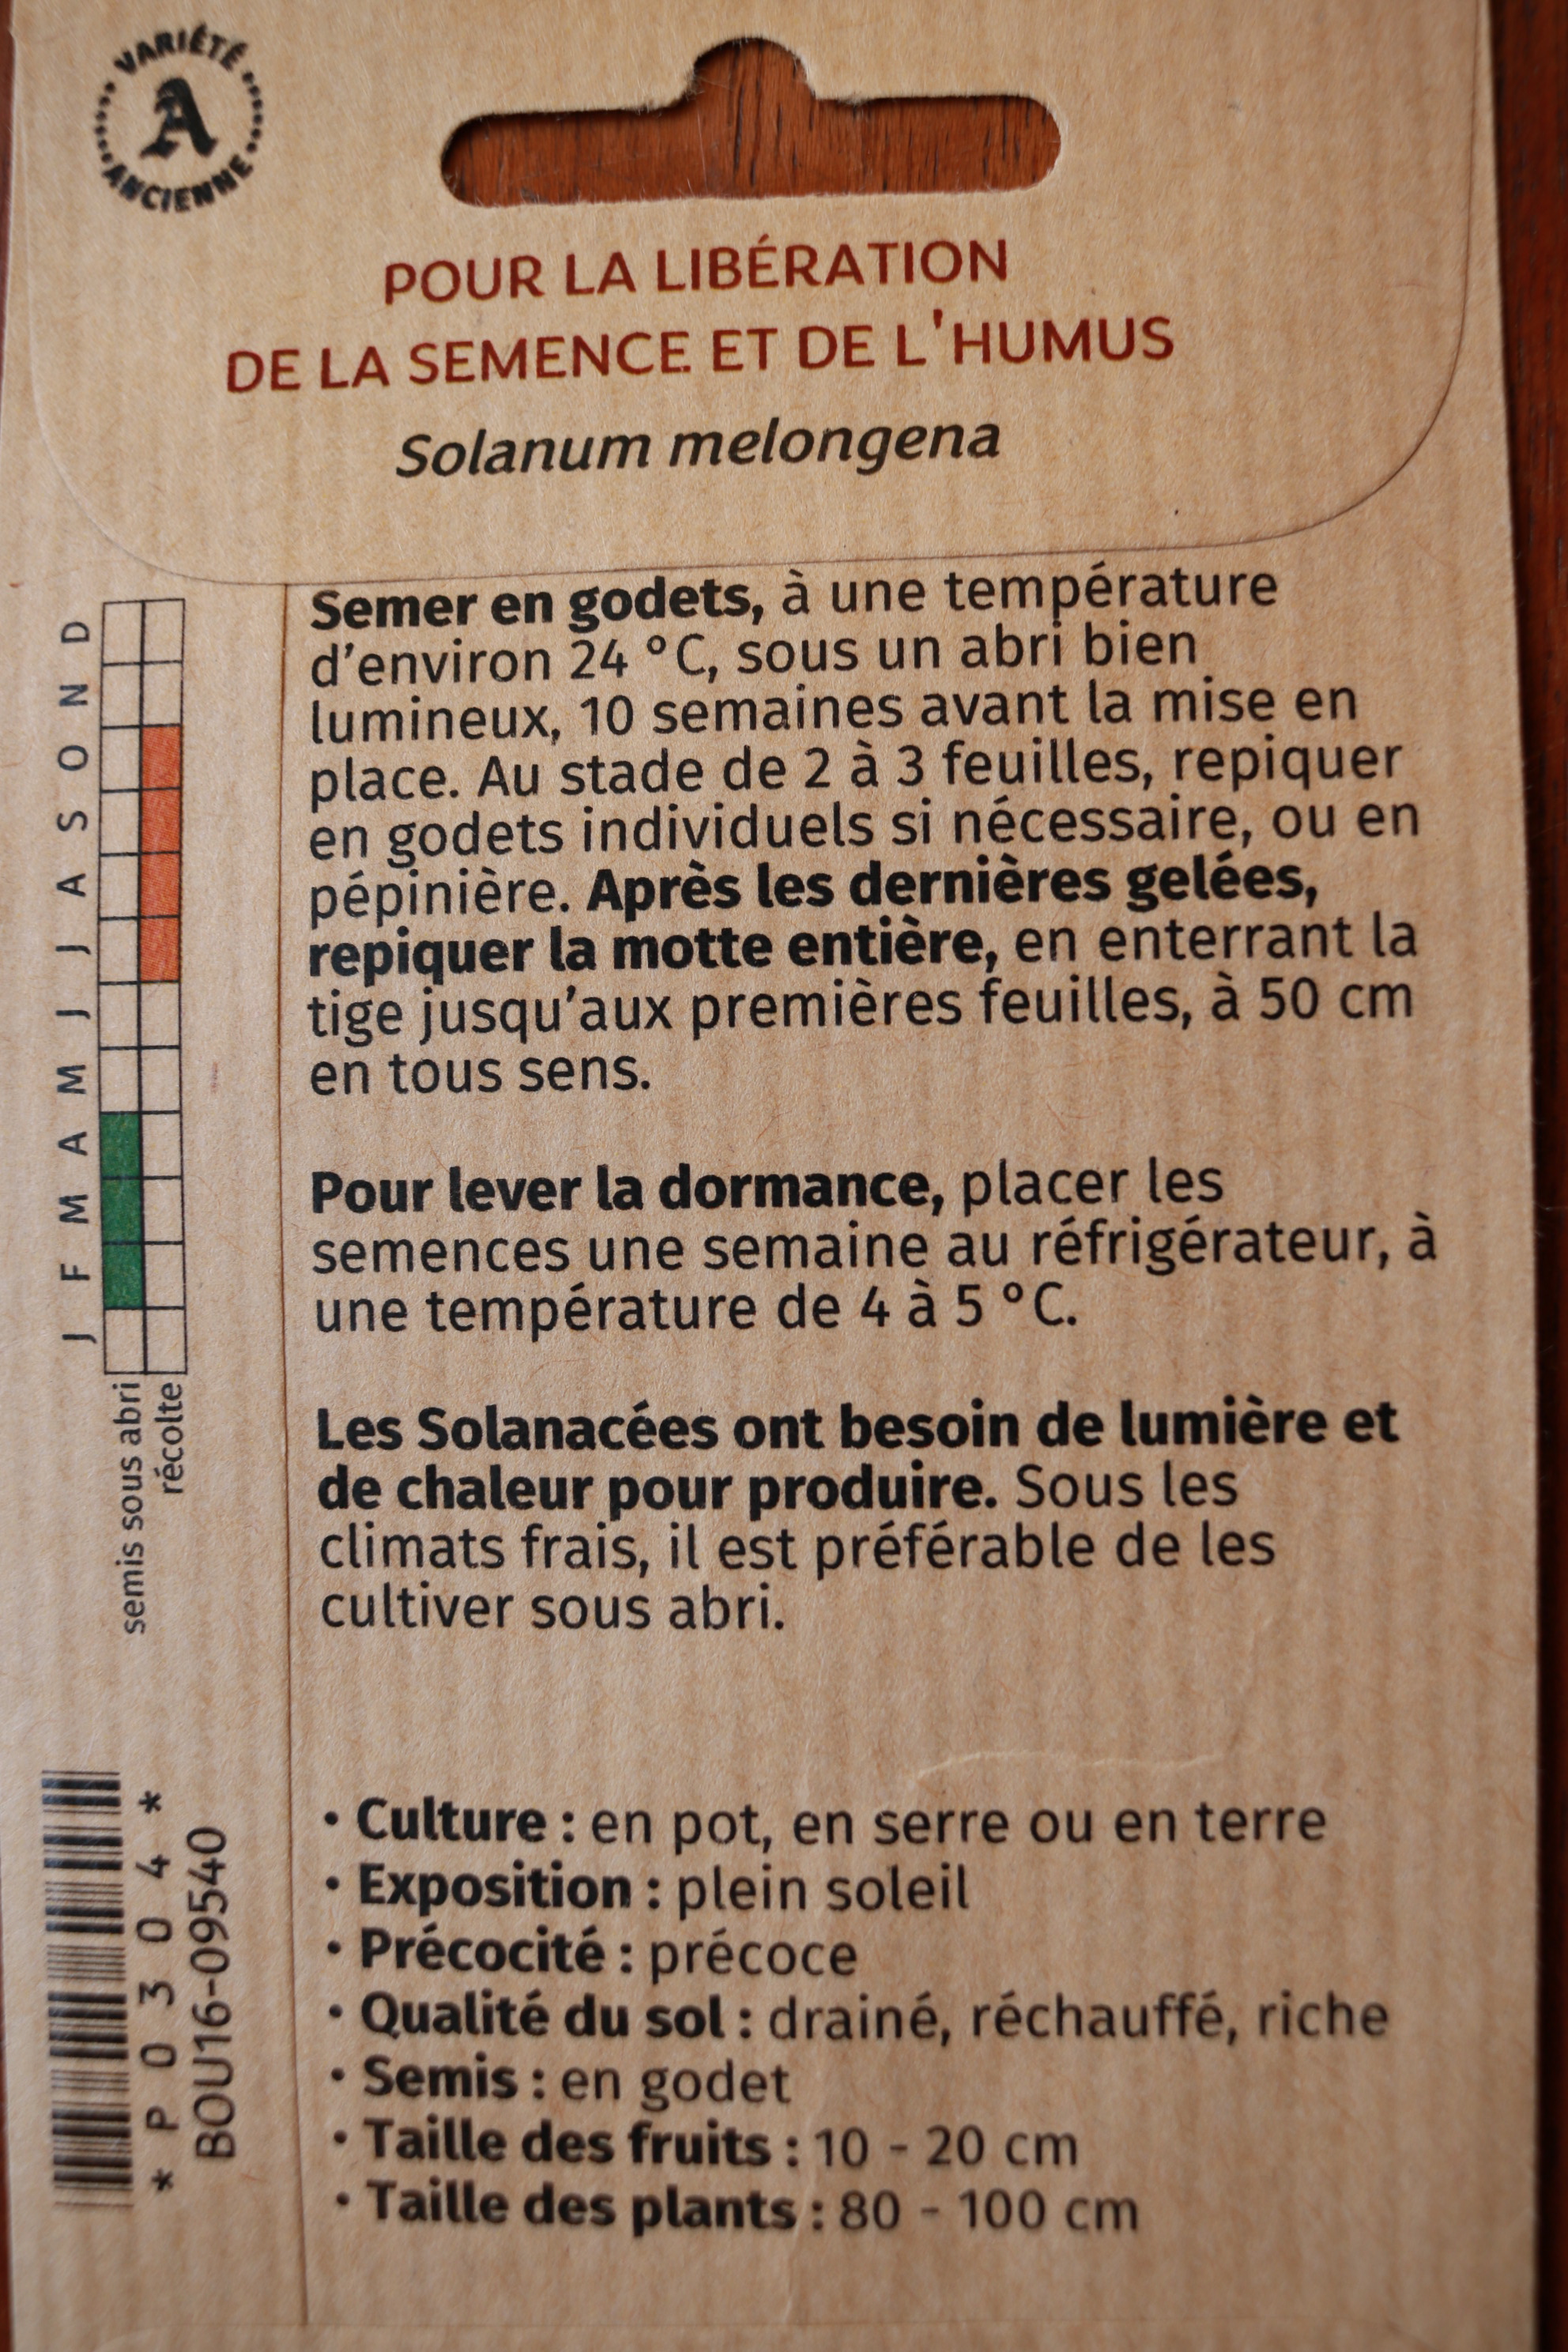 VARIÉTÉ
A
ANCIENNE
POUR LA LIBÉRATION
DE LA SEMENCE ET DE L'HUMUS
Solanum melongena
Semer en godets, à une température
d'environ 24 °C, sous un abri bien
lumineux, 10 semaines avant la mise en
place. Au stade de 2 à 3 feuilles, repiquer
en godets individuels si nécessaire, ou en
pépinière. Après les dernières gelées,
repiquer la motte entière, en enterrant la
tige jusqu'aux premières feuilles, à 50 cm
en tous sens.
Pour lever la dormance, placer les
semences une semaine au réfrigérateur, à
une température de 4 à 5 °C.
Les Solanacées ont besoin de lumière et
de chaleur pour produire. Sous les
climats frais, il est préférable de les
cultiver sous abri.
• Culture : en pot, en serre ou en terre
• Exposition : plein soleil
• Précocité : précoce
• Qualité du sol : drainé, réchauffé, riche
• Semis : en godet
• Taille des fruits : 10 - 20 cm
• Taille des plants : 80 - 100 cm
J F M A M J J A S O N D
semis sous abri
récolte
* P 0 3 0 4 *
BOU16-09540